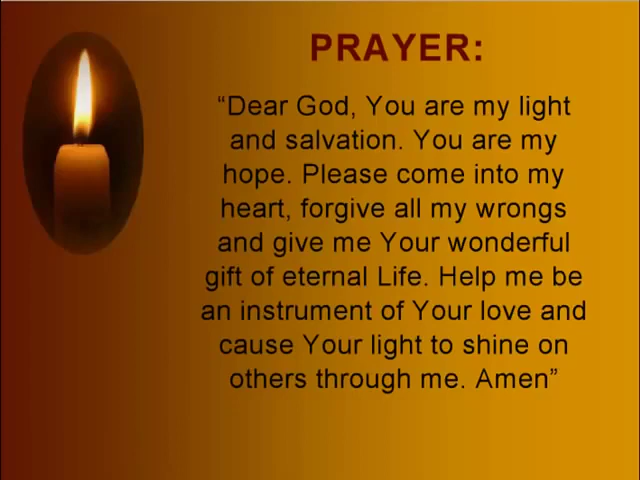 PRAYER:
“Dear God, You are my light
and salvation. You are my
hope. Please come into my
heart, forgive all my wrongs
and give me Your wonderful
gift of eternal Life. Help me be
an instrument of Your love and
cause Your light to shine on
others through me. Amen”